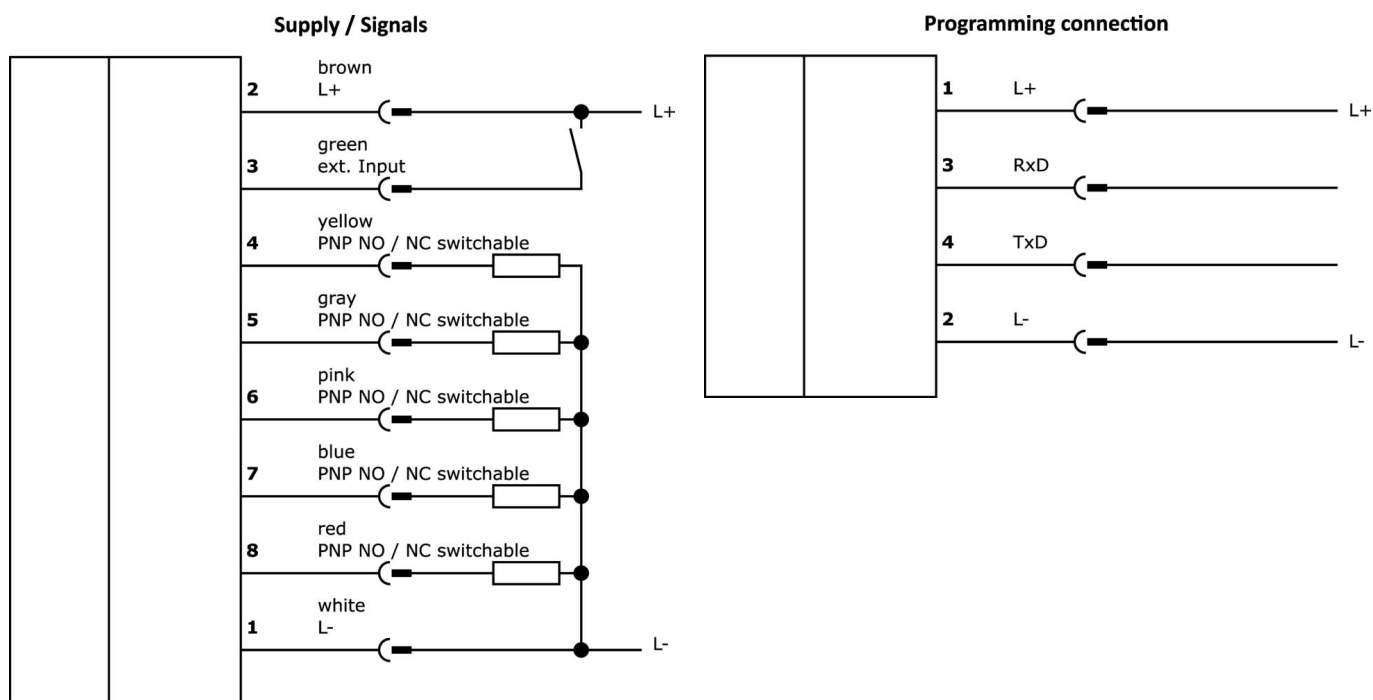 Supply / Signals
brown
2 L+
L+
green
3 ext. Input
yellow
4 PNP NO / NC switchable
gray
5 PNP NO / NC switchable
pink
6 PNP NO / NC switchable
blue
7 PNP NO / NC switchable
red
8 PNP NO / NC switchable
white
1 L-
L-
Programming connection
1 L+
L+
3 RxD
4 TxD
2 L-
L-